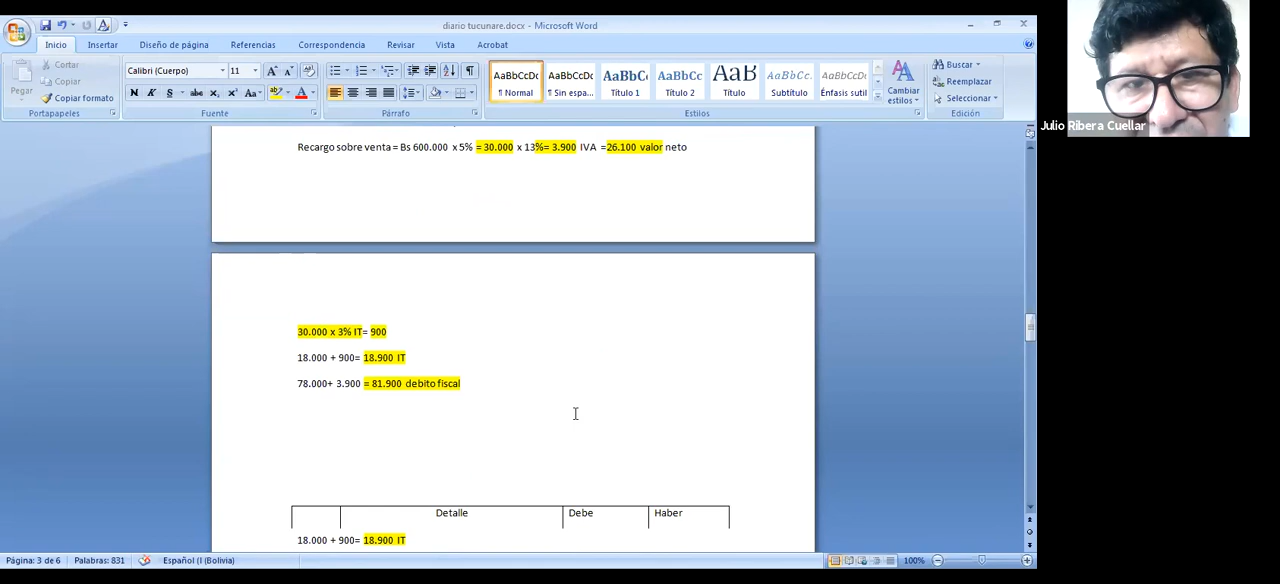 diario tucunare.docx - Microsoft Word
Inicio Insertar Diseño de página Referencias Correspondencia Revisar Vista Acrobat
Pegar
Cortar
Copiar
Copiar formato
Portapapeles
Calibri (Cuerpo) 11
N K S abc x₂ x² Aa
Fuente
Párrafo
AaBbCcDc AaBbCcDc AaBbC AaBbCc AaB AaBbCc. AaBbCcDc
¶ Normal ¶ Sin espa... Título 1 Título 2 Título Subtítulo Énfasis sutil
Cambiar
estilos
Estilos
Buscar
Reemplazar
Seleccionar
Edición
Julio Ribera Cuellar
Recargo sobre venta = Bs 600.000 x 5% = 30.000 x 13%= 3.900 IVA =26.100 valor neto
30.000 x 3% IT= 900
18.000 + 900= 18.900 IT
78.000+ 3.900 = 81.900 debito fiscal
Detalle Debe Haber
18.000 + 900= 18.900 IT
Página: 3 de 6 Palabras: 831 Español (Bolivia) 100%